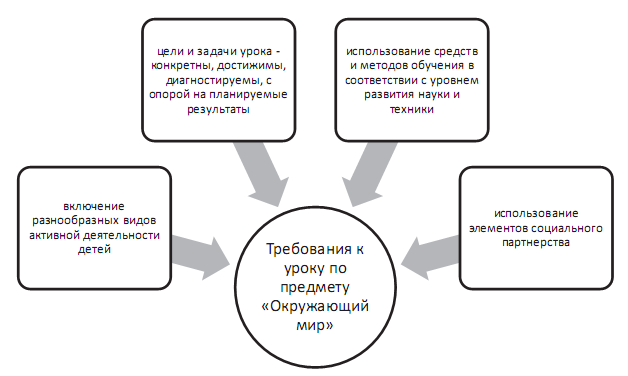 цели и задачи урока -
конкретны, достижимы,
диагностируемы, с
опорой на планируемые
результаты
использование средств
и методов обучения в
соответствии с уровнем
развития науки и
техники
включение
разнообразных видов
активной деятельности
детей
использование
элементов социального
партнерства
Требования к
уроку по
предмету
«Окружающий
мир»